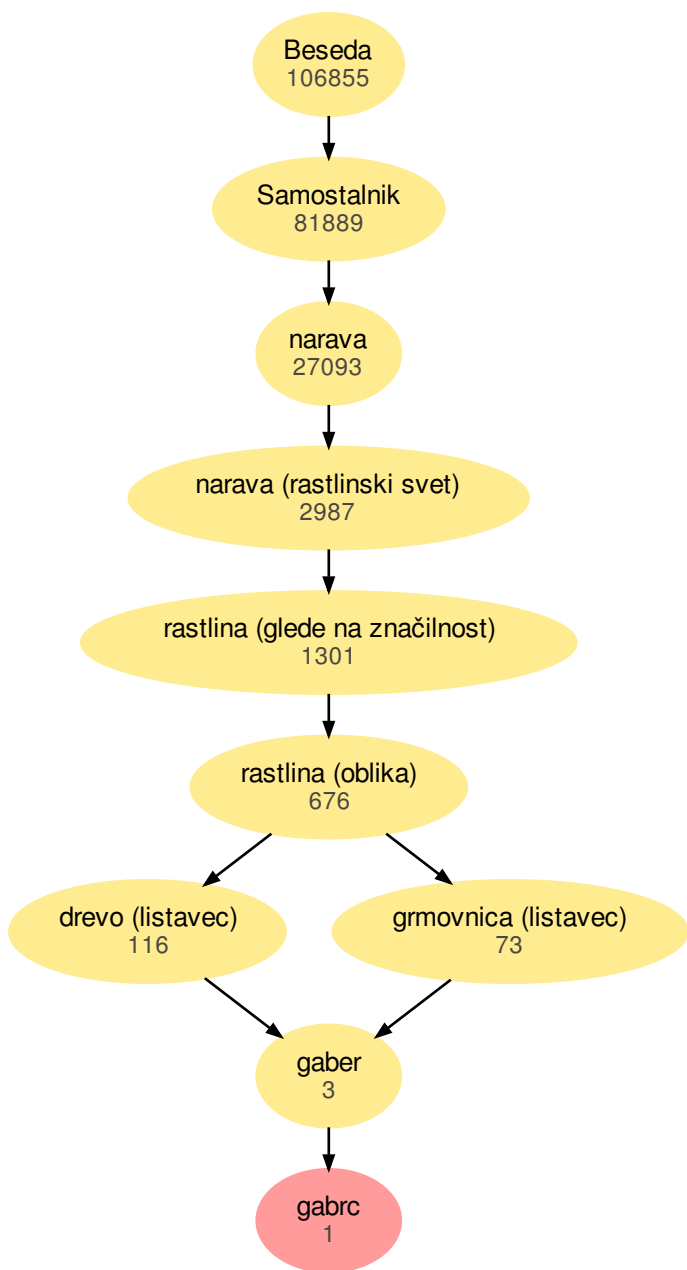 Beseda
106855
Samostalnik
81889
narava
27093
narava (rastlinski svet)
2987
rastlina (glede na značilnost)
1301
rastlina (oblika)
676
drevo (listavec)
116
grmovnica (listavec)
73
gaber
3
gabrc
1